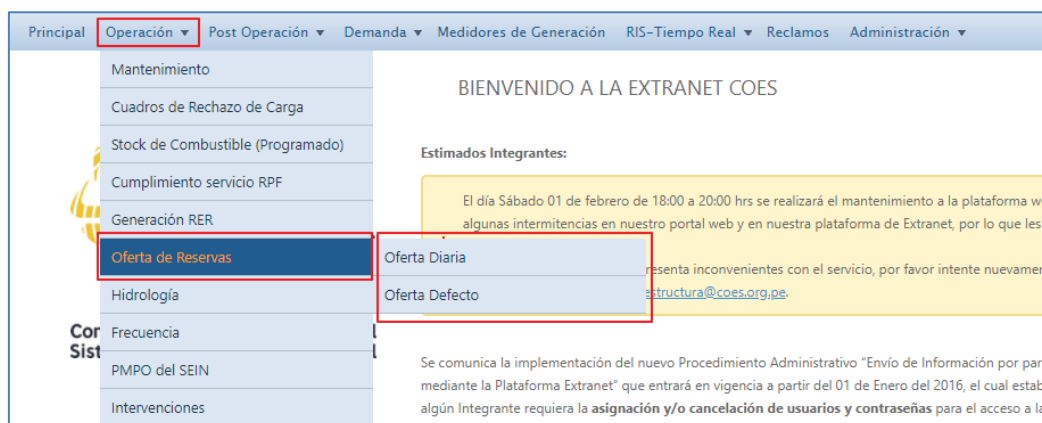 Principal Operación Post Operación Demanda Medidores de Generación RIS-Tiempo Real Reclamos Administración
Mantenimiento
Cuadros de Rechazo de Carga
Stock de Combustible (Programado)
Cumplimiento servicio RPF
Generación RER
Oferta de Reservas
Hidrología
Frecuencia
PMPO del SEIN
Intervenciones
Oferta Diaria
Oferta Defecto
BIENVENIDO A LA EXTRANET COES
Estimados Integrantes:
El día Sábado 01 de febrero de 18:00 a 20:00 hrs se realizará el mantenimiento a la plataforma
algunas intermitencias en nuestro portal web y en nuestra plataforma de Extranet, por lo que les
inconvenientes con el servicio, por favor intente
@coes.org.pe.
Se comunica la implementación del nuevo Procedimiento Administrativo “Envío de Información por
mediante la Plataforma Extranet” que entrará en vigencia a partir del 01 de Enero del 2016, el cual
algún Integrante requiera la asignación y/o cancelación de usuarios y contraseñas para el acceso a